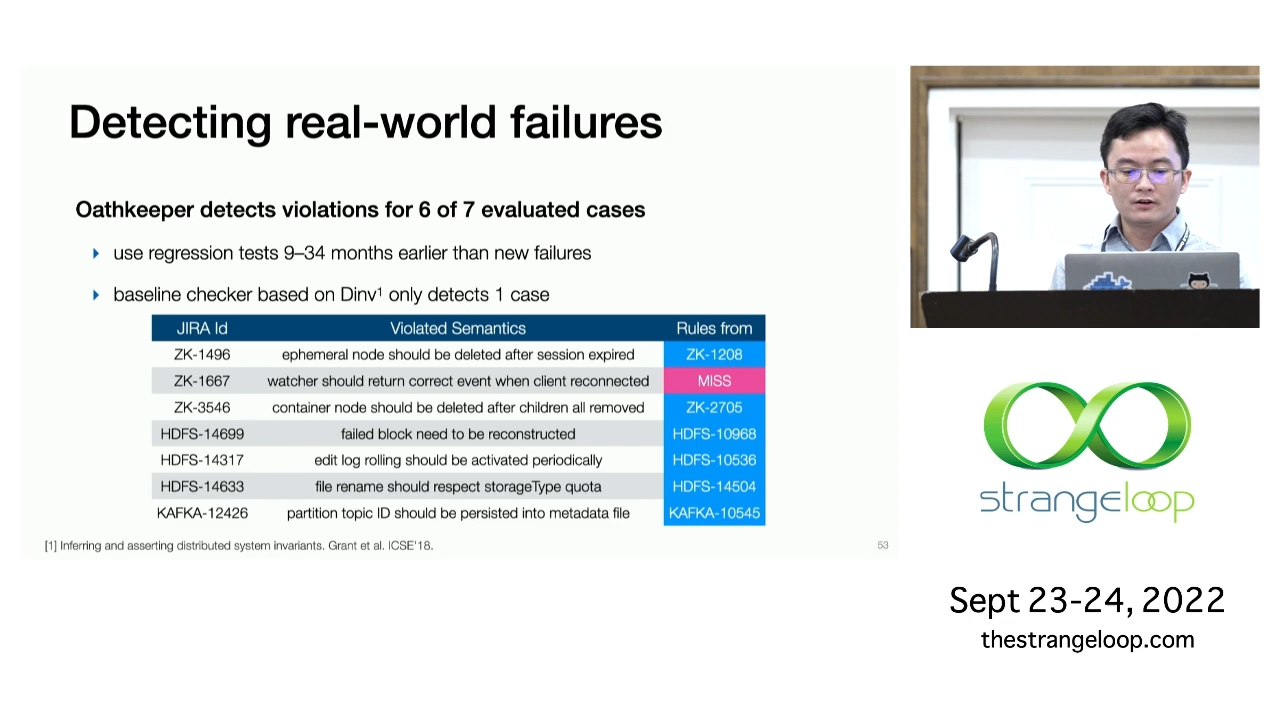 Detecting real-world failures
Oathkeeper detects violations for 6 of 7 evaluated cases
use regression tests 9–34 months earlier than new failures
baseline checker based on Dinv¹ only detects 1 case
JIRA Id Violated Semantics Rules from
ZK-1496 ephemeral node should be deleted after session expired ZK-1208
ZK-1667 watcher should return correct event when client reconnected MISS
ZK-3546 container node should be deleted after children all removed ZK-2705
HDFS-14699 failed block need to be reconstructed HDFS-10968
HDFS-14317 edit log rolling should be activated periodically HDFS-10536
HDFS-14633 file rename should respect storageType quota HDFS-14504
KAFKA-12426 partition topic ID should be persisted into metadata file KAFKA-10545
[1] Inferring and asserting distributed system invariants. Grant et al. ICSE'18.
53
strangeloop
Sept 23-24, 2022
thestrangeloop.com